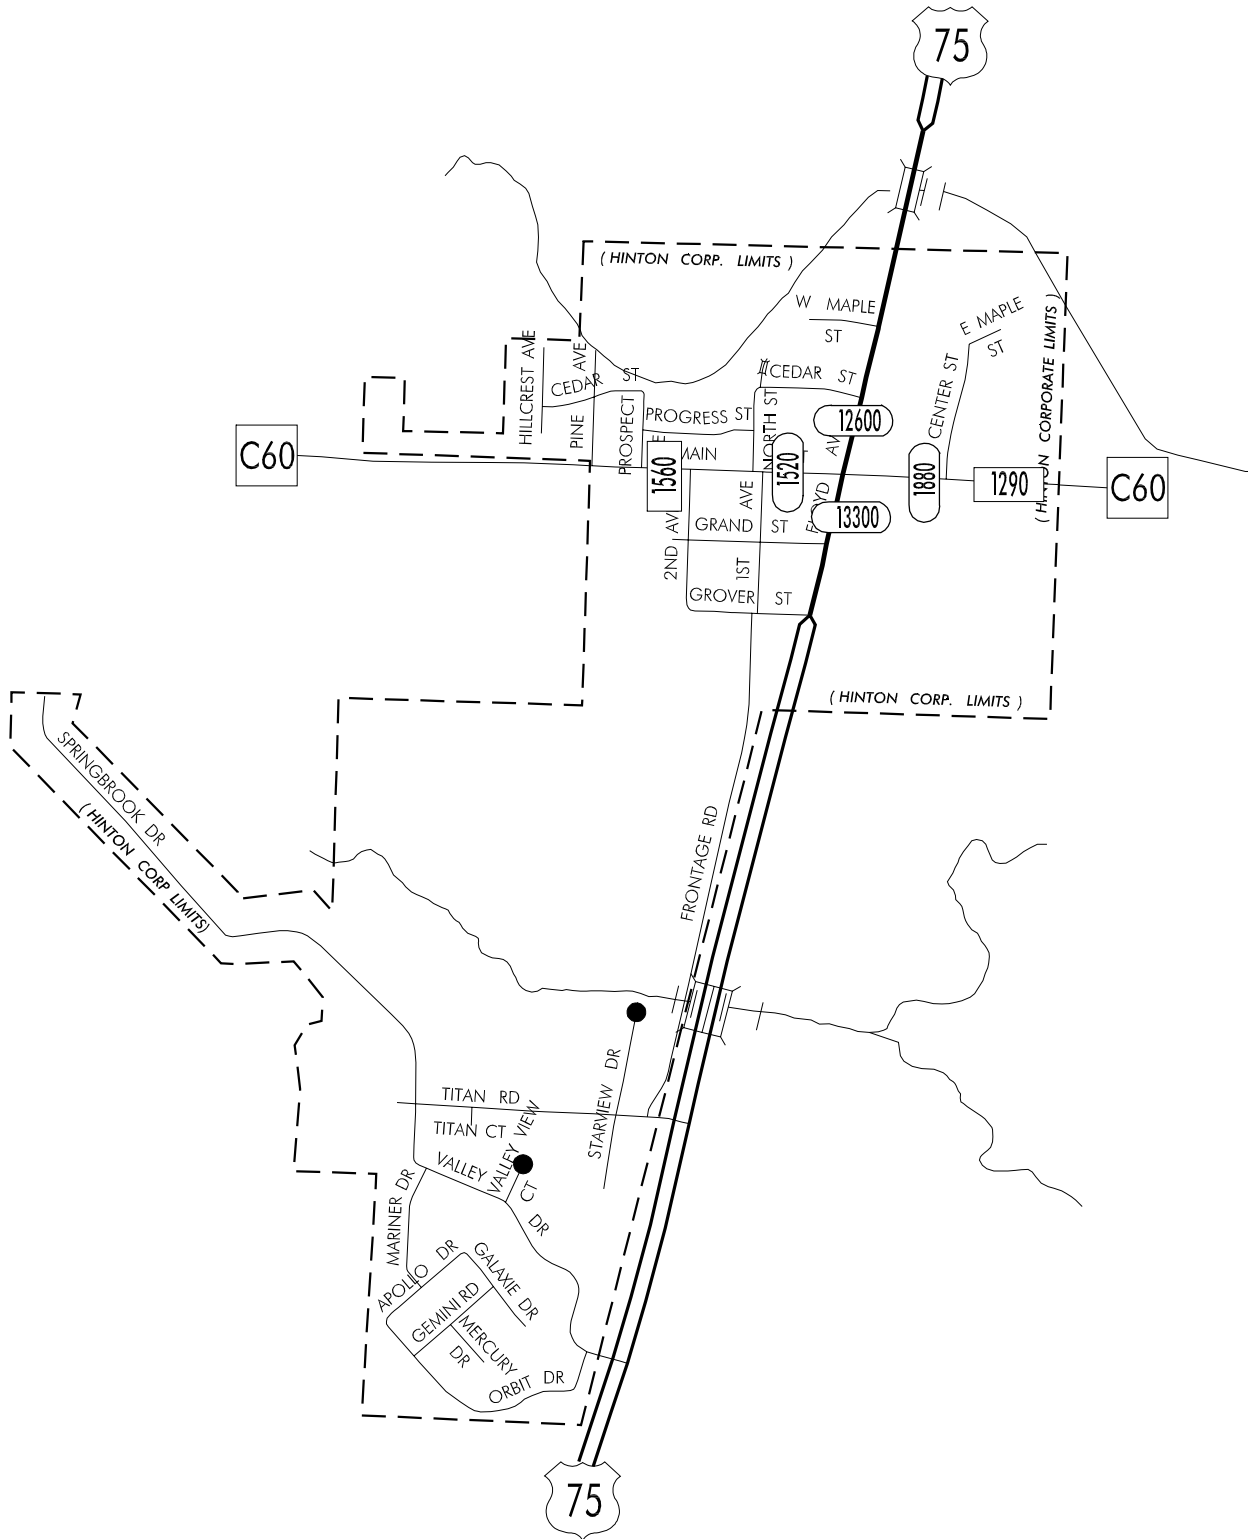 75
( HINTON CORP. LIMITS )
W MAPLE
ST
E MAPLE
ST
( HINTON CORPORATE LIMITS )
HILLCREST AVE
PINE AVE
CEDAR ST
CEDAR ST
PROSPECT
PROGRESS ST
NORTH ST
CENTER ST
12600
C60
MAIN
1560
1520
1880
1290
C60
AVE
FLOYD AV
13300
GRAND ST
2ND AVE
1ST AVE
GROVER ST
( HINTON CORP. LIMITS )
SPRINGBROOK DR
( HINTON CORP LIMITS)
FRONTAGE RD
STARVIEW DR
TITAN RD
TITAN CT
VALLEY VIEW
CT
VALLEY
DR
MARINER DR
APOLLO DR
GALAXIE DR
GEMINI RD
MERCURY
DR
ORBIT DR
75